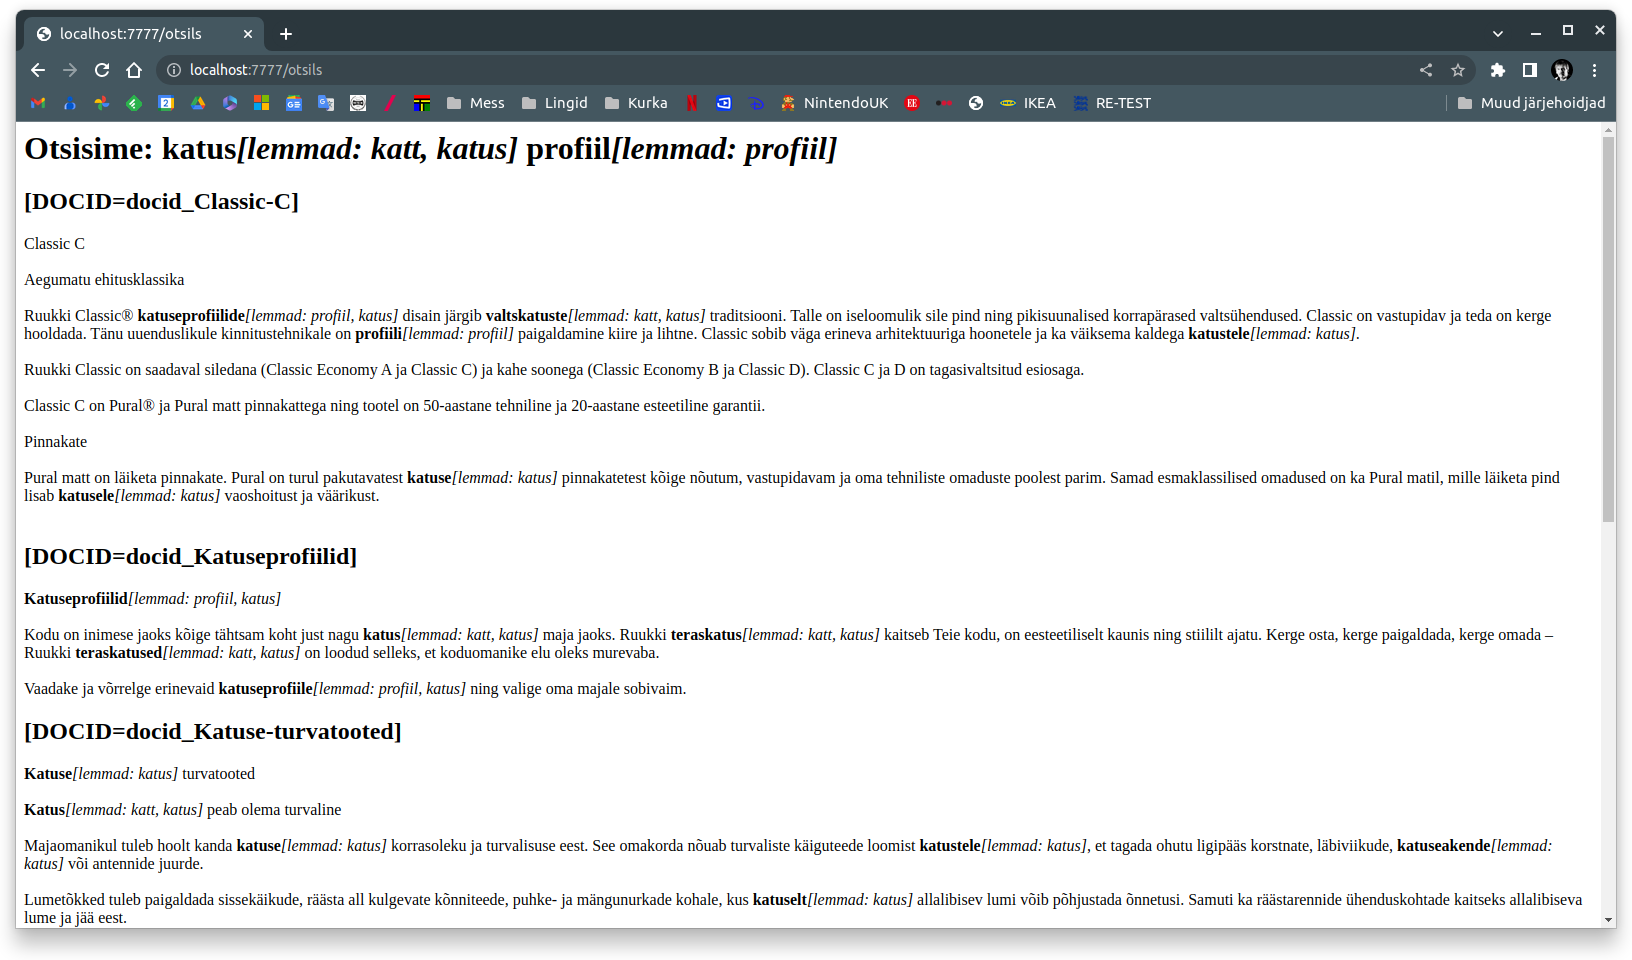 localhost:7777/otsils
localhost:7777/otsils
Mess Lingid Kurka NintendoUK EE IKEA RE-TEST Muud järjehoidjad
Otsisime: katus[lemmad: katt, katus] profiil[lemmad: profiil]
[DOCID=docid_Classic-C]
Classic C
Aegumatu ehitusklassika
Ruukki Classic® katuseprofiilide[lemmad: profiil, katus] disain järgib valtskatuste[lemmad: katt, katus] traditsiooni. Talle on iseloomulik sile pind ning pikisuunalised korrapärased valtsühendused. Classic on vastupidav ja teda on kerge
hooldada. Tänu uuenduslikule kinnitustehnikale on profiili[lemmad: profiil] paigaldamine kiire ja lihtne. Classic sobib väga erineva arhitektuuriga hoonetele ja ka väiksema kaldega katustele[lemmad: katus].
Ruukki Classic on saadaval siledana (Classic Economy A ja Classic C) ja kahe soonega (Classic Economy B ja Classic D). Classic C ja D on tagasivaltsitud esiosaga.
Classic C on Pural® ja Pural matt pinnakattega ning tootel on 50-aastane tehniline ja 20-aastane esteetiline garantii.
Pinnakate
Pural matt on läiketa pinnakate. Pural on turul pakutavatest katuse[lemmad: katus] pinnakatetest kõige nõutum, vastupidavam ja oma tehniliste omaduste poolest parim. Samad esmaklassilised omadused on ka Pural matil, mille läiketa pind
lisab katusele[lemmad: katus] vaoshoitust ja väärikust.
[DOCID=docid_Katuseprofiilid]
Katuseprofiilid[lemmad: profiil, katus]
Kodu on inimese jaoks kõige tähtsam koht just nagu katus[lemmad: katt, katus] maja jaoks. Ruukki teraskatus[lemmad: katt, katus] kaitseb Teie kodu, on eesteetiliselt kaunis ning stiililt ajatu. Kerge osta, kerge paigaldada, kerge omada –
Ruukki teraskatused[lemmad: katt, katus] on loodud selleks, et koduomanike elu oleks murevaba.
Vaadake ja võrrelge erinevaid katuseprofiile[lemmad: profiil, katus] ning valige oma majale sobivaim.
[DOCID=docid_Katuse-turvatooted]
Katuse[lemmad: katus] turvatooted
Katus[lemmad: katt, katus] peab olema turvaline
Majaomanikul tuleb hoolt kanda katuse[lemmad: katus] korrasoleku ja turvalisuse eest. See omakorda nõuab turvaliste käiguteede loomist katustele[lemmad: katus], et tagada ohutu ligipääs korstnate, läbiviikude, katuseakende[lemmad:
katus] või antennide juurde.
Lumetõkked tuleb paigaldada sissekäikude, räästa all kulgevate kõnniteede, puhke- ja mängunurkade kohale, kus katuselt[lemmad: katus] allalibisev lumi võib põhjustada õnnetusi. Samuti ka räästarennide ühenduskohtade kaitseks allalibiseva
lume ja jää eest.